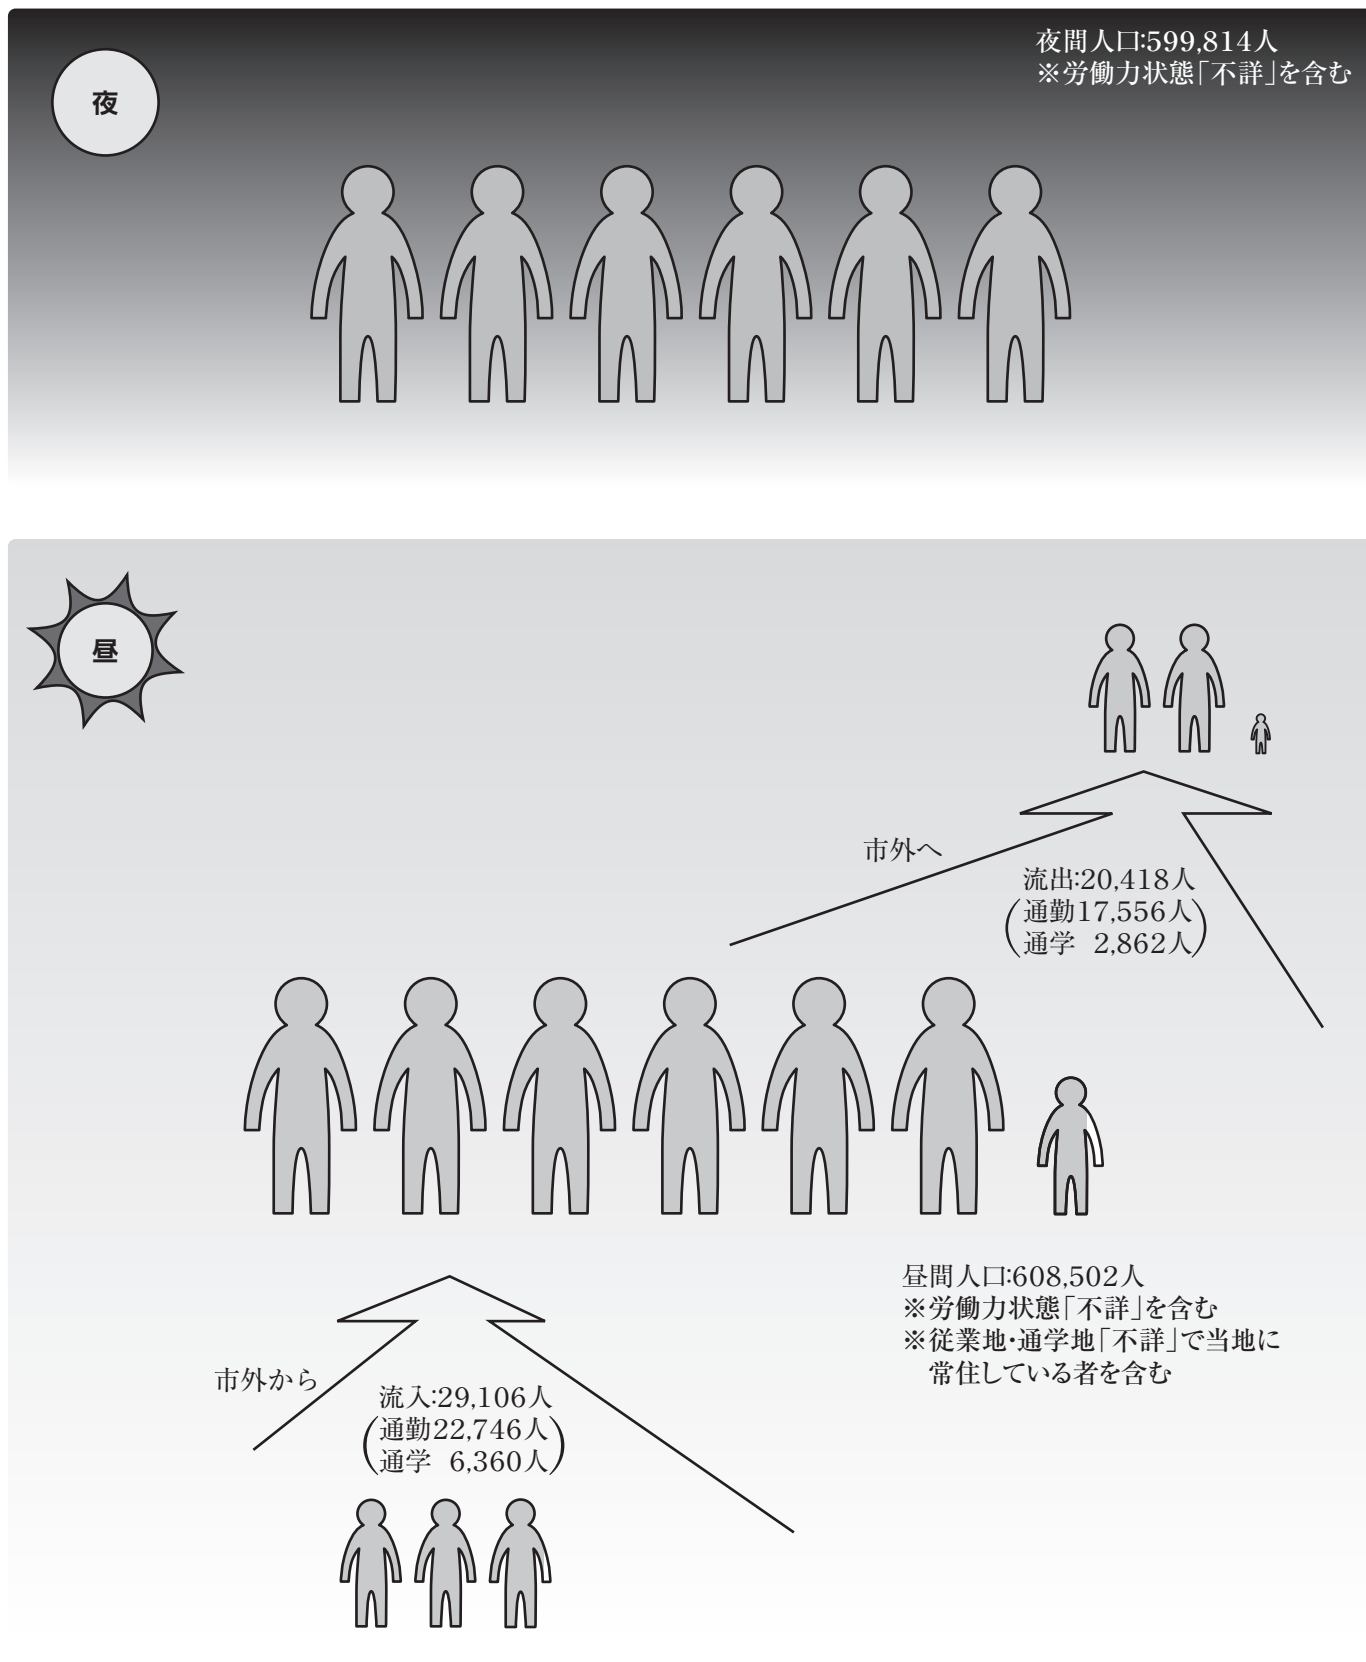 夜間人口:599,814人
※労働力状態「不詳」を含む
夜
昼
市外へ
流出:20,418人
(通勤17,556人
通学 2,862人)
昼間人口:608,502人
※労働力状態「不詳」を含む
※従業地・通学地「不詳」で当地に
常住している者を含む
市外から
流入:29,106人
(通勤22,746人
通学 6,360人)